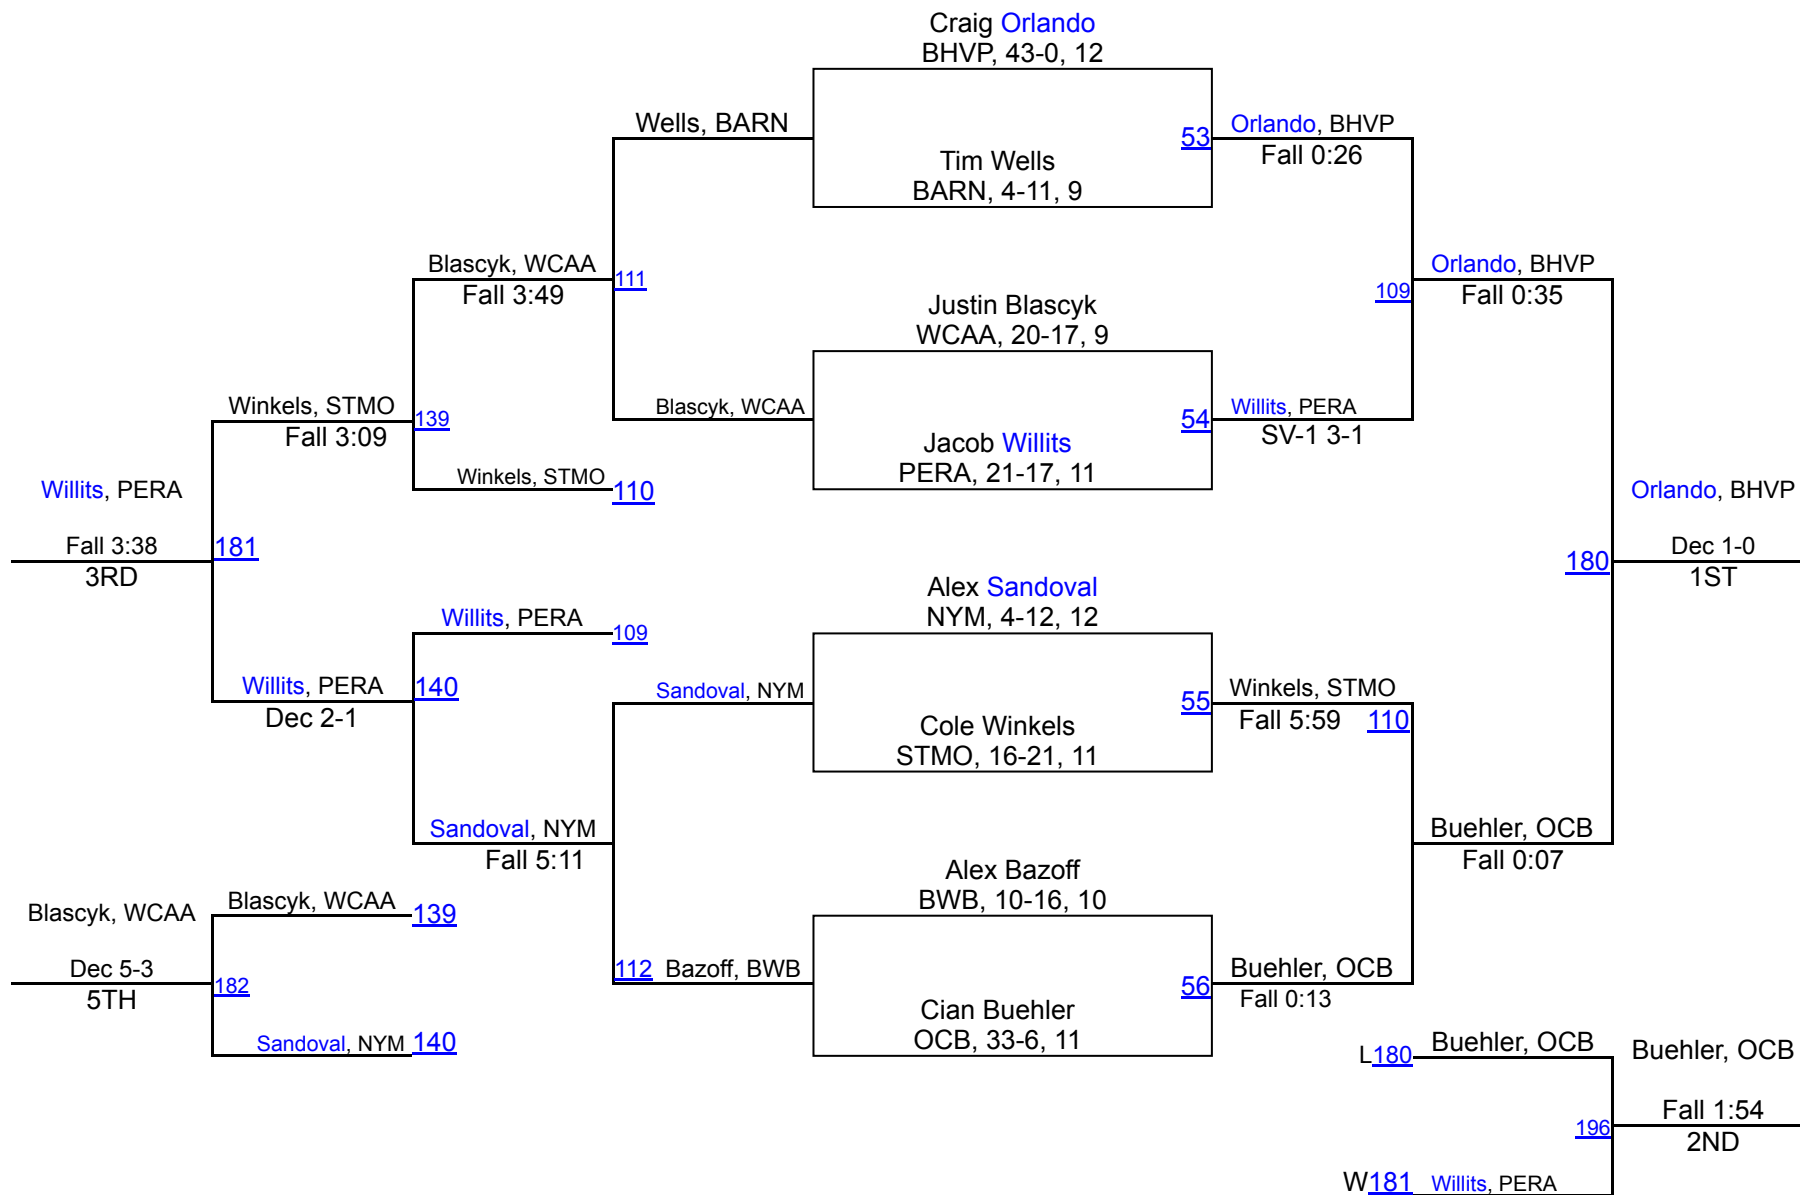 Craig Orlando
BHVP, 43-0, 12
Wells, BARN
53
Orlando, BHVP
Fall 0:26
Tim Wells
BARN, 4-11, 9
Blascyk, WCAA
Fall 3:49
111
109
Orlando, BHVP
Fall 0:35
Justin Blascyk
WCAA, 20-17, 9
Winkels, STMO
Fall 3:09
139
Blascyk, WCAA
54
Willits, PERA
SV-1 3-1
Jacob Willits
PERA, 21-17, 11
Winkels, STMO
110
Willits, PERA
Fall 3:38
3RD
181
Orlando, BHVP
180
Dec 1-0
1ST
Alex Sandoval
NYM, 4-12, 12
Willits, PERA
109
Willits, PERA
Dec 2-1
140
Sandoval, NYM
55
Winkels, STMO
Fall 5:59
110
Cole Winkels
STMO, 16-21, 11
Sandoval, NYM
Fall 5:11
Buehler, OCB
Fall 0:07
Alex Bazoff
BWB, 10-16, 10
Blascyk, WCAA
Blascyk, WCAA
139
Dec 5-3
5TH
182
112
Bazoff, BWB
56
Buehler, OCB
Fall 0:13
Cian Buehler
OCB, 33-6, 11
Sandoval, NYM
140
L180
Buehler, OCB
Buehler, OCB
196
Fall 1:54
2ND
W181
Willits, PERA